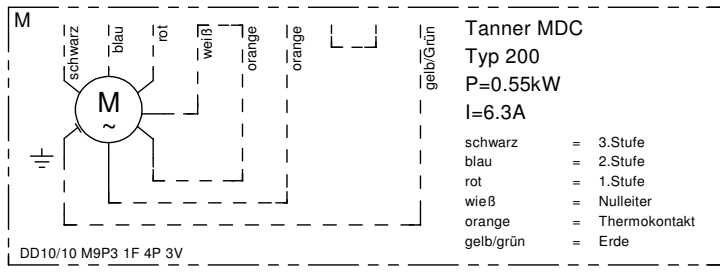 M
schwarz
blau
rot
weiß
orange
orange
gelb/Grün
M
~
Tanner MDC
Typ 200
P=0.55kW
I=6.3A
schwarz = 3.Stufe
blau = 2.Stufe
rot = 1.Stufe
wieß = Nulleiter
orange = Thermokontakt
gelb/grün = Erde
DD10/10 M9P3 1F 4P 3V